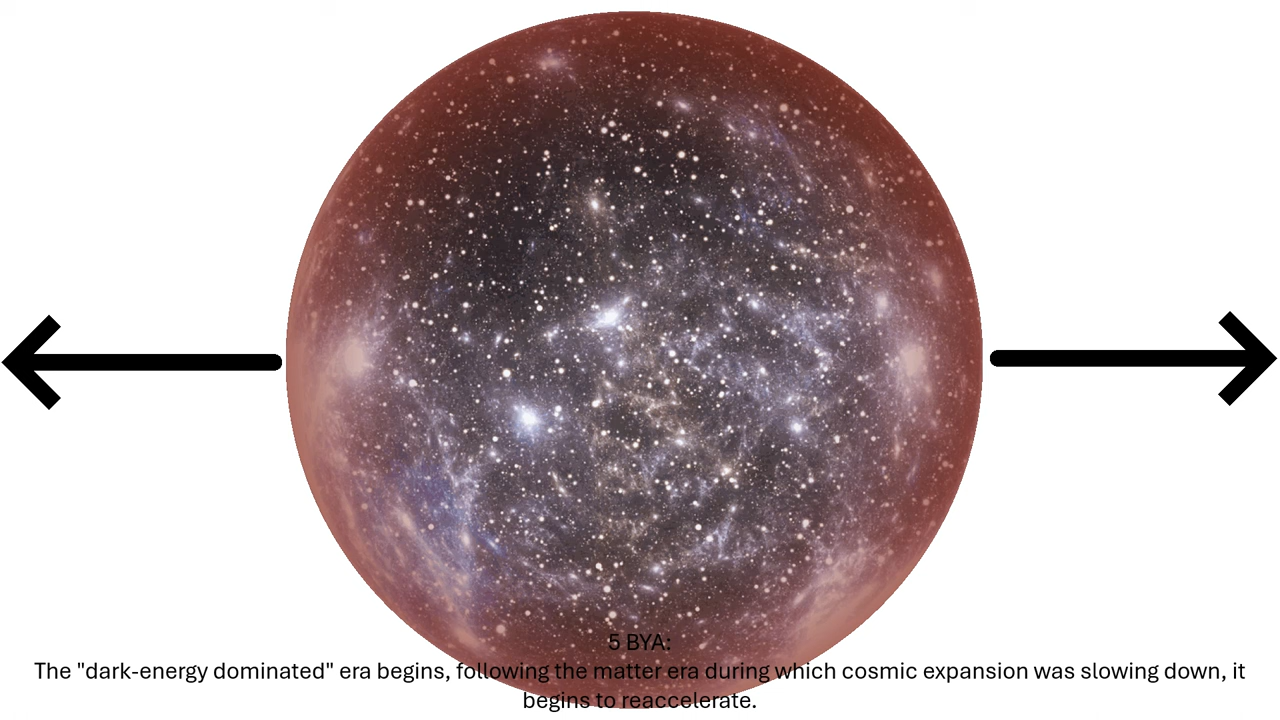 5 BYA:
The "dark-energy dominated" era begins, following the matter era during which cosmic expansion was slowing down, it
begins to reaccelerate.